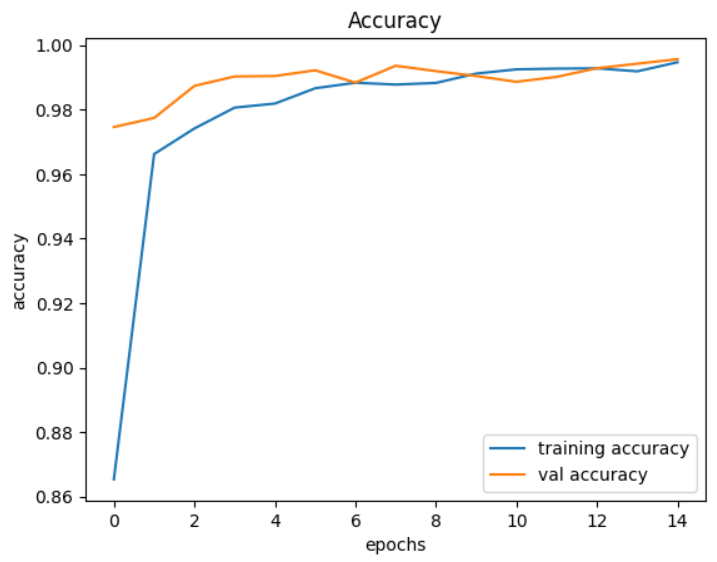 Accuracy
1.00
0.98
0.96
0.94
0.92
0.90
0.88
0.86
accuracy
training accuracy
val accuracy
0 2 4 6 8 10 12 14
epochs